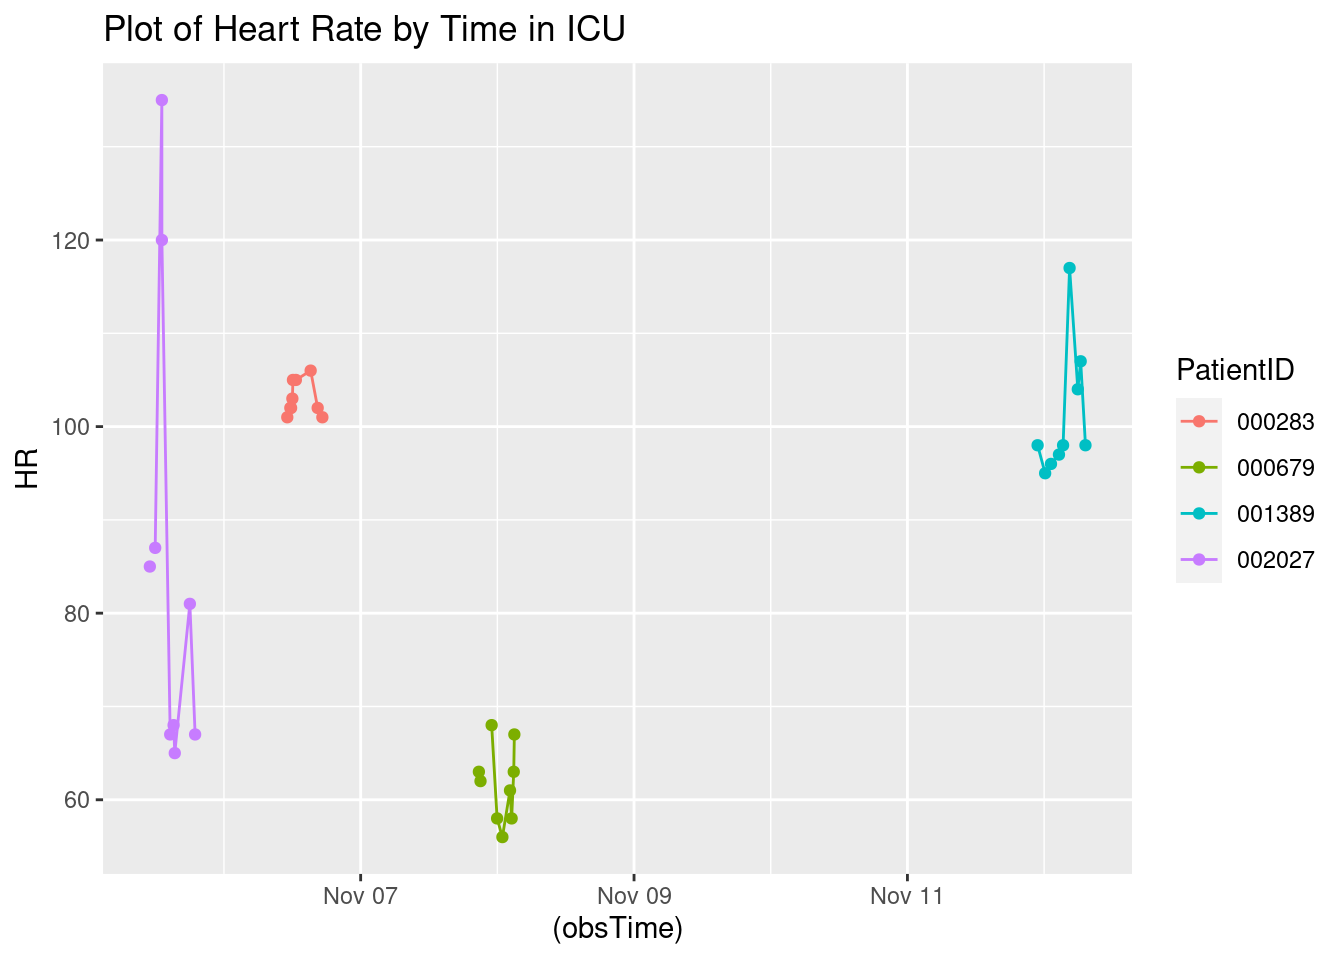 Plot of Heart Rate by Time in ICU
HR
120
100
80
60
Nov 07
Nov 09
Nov 11
(obsTime)
PatientID
000283
000679
001389
002027